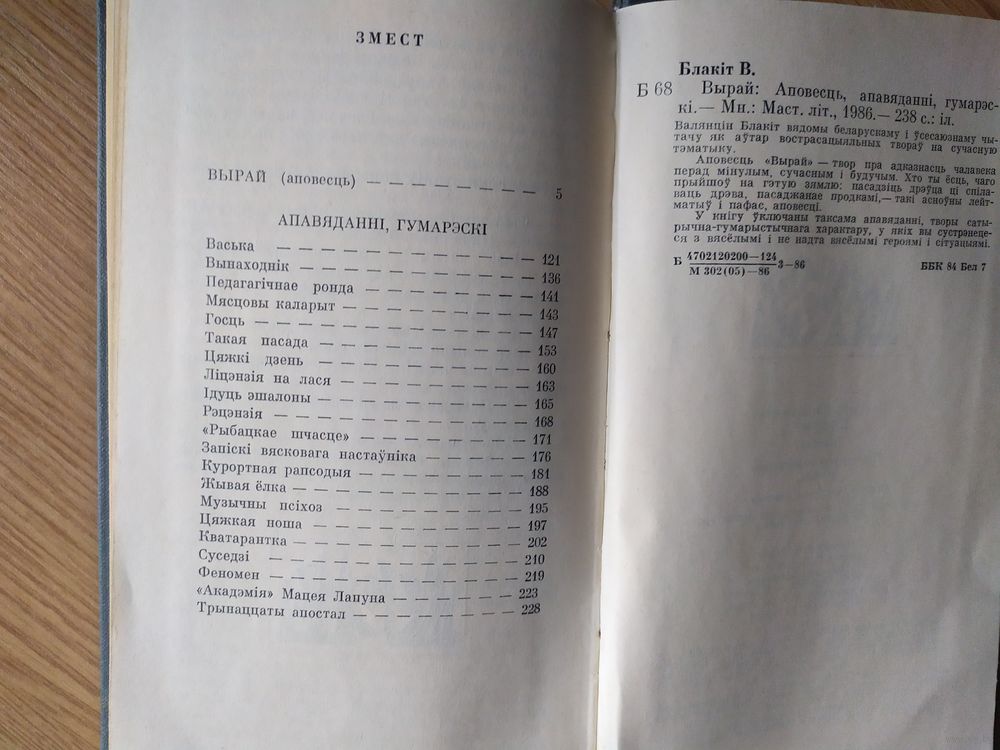 ЗМЕСТ
ВЫРАЙ (аповесць) — — — — — — — — 5
АПАВЯДАННІ, ГУМАРЭСКІ
Васька — — — — — — — — — — — 121
Вынаходнік — — — — — — — — — — 136
Педагагічнае ронда — — — — — — — — 141
Мясцовы каларыт — — — — — — — — 143
Госць — — — — — — — — — — — — 147
Такая пасада — — — — — — — — — 153
Цяжкі дзень — — — — — — — — — 160
Ліцэнзія на лася — — — — — — — — 163
Ідуць эшалоны — — — — — — — — — 165
Рэцэнзія — — — — — — — — — — — 168
«Рыбацкае шчасце» — — — — — — — — 171
Запіскі вясковага настаўніка — — — — — 176
Курортная рапсодыя — — — — — — — 181
Жывая ёлка — — — — — — — — — — 188
Музычны псіхоз — — — — — — — — 195
Цяжкая ноша — — — — — — — — — 197
Кватарантка — — — — — — — — — — 202
Суседзі — — — — — — — — — — — 210
Феномен — — — — — — — — — — — 219
«Акадэмія» Мацея Лапуна — — — — — — 223
Трынаццаты апостал — — — — — — — 228
Блакіт В.
Б 68 Вырай: Аповесць, апавяданні, гумарэс-
кі.— Мн.: Маст. літ., 1986.— 238 с.: іл.
Валянцін Блакіт вядомы беларускаму і ўсесаюзнаму чы-
тачу як аўтар вострасацыяльных твораў на сучасную
тэматыку.
Аповесць «Вырай» — твор пра адказнасць чалавека
перад мінулым, сучасным і будучым. Хто ты ёсць, чаго
прыйшоў на гэтую зямлю: пасадзіць дрэўца ці спіла-
ваць дрэва, пасаджанае продкамі,— такі асноўны лейт-
матыў і пафас, аповесці.
У кнігу ўключаны таксама апавяданні, творы саты-
рычна-гумарыстычнага характару, у якіх вы сустрэнеце-
ся з вясёлымі і не надта вясёлымі героямі і сітуацыямі.
Б 4702120200—124 3—86
М 302(05)—86
ББК 84 Бел 7